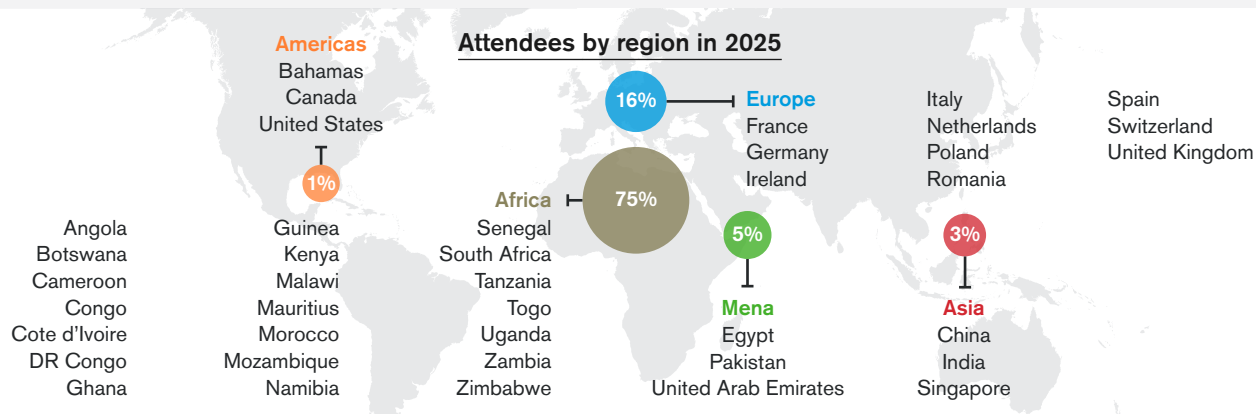 Attendees by region in 2025
Americas
Bahamas
Canada
United States
1%
16%
Europe
France
Germany
Ireland
Italy
Netherlands
Poland
Romania
Spain
Switzerland
United Kingdom
Africa
75%
Angola
Botswana
Cameroon
Congo
Cote d’Ivoire
DR Congo
Ghana
Guinea
Kenya
Malawi
Mauritius
Morocco
Mozambique
Namibia
Senegal
South Africa
Tanzania
Togo
Uganda
Zambia
Zimbabwe
5%
Mena
Egypt
Pakistan
United Arab Emirates
3%
Asia
China
India
Singapore